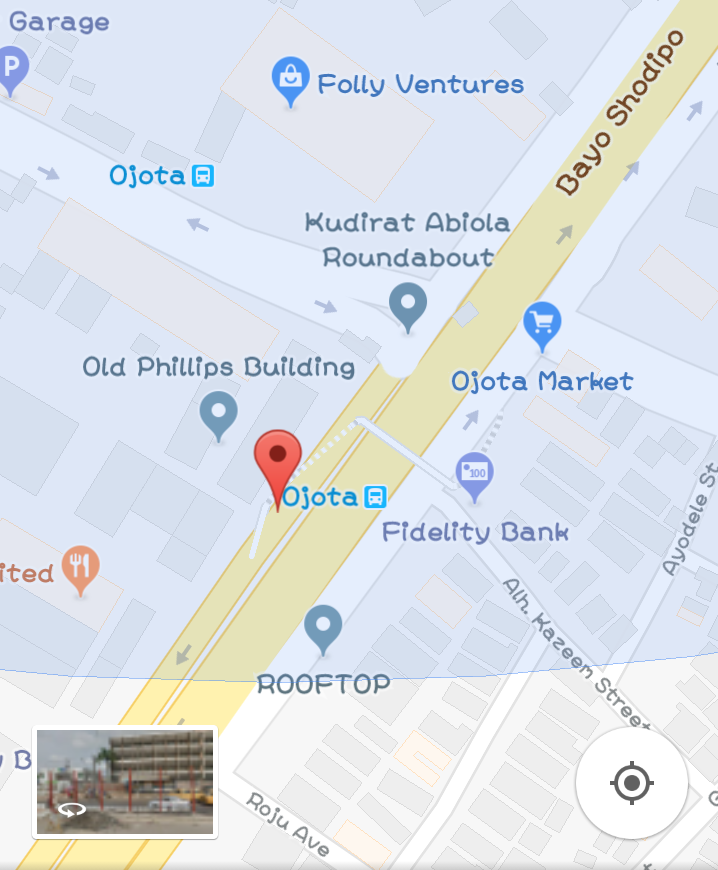 Garage
P
Folly Ventures
Bayo Shodipo
Ojota
Kudirat Abiola
Roundabout
Old Phillips Building
Ojota Market
100
Ojota
Fidelity Bank
Ayodele St
ited
Alh. Kazeem Street
ROOFTOP
B
Roju Ave